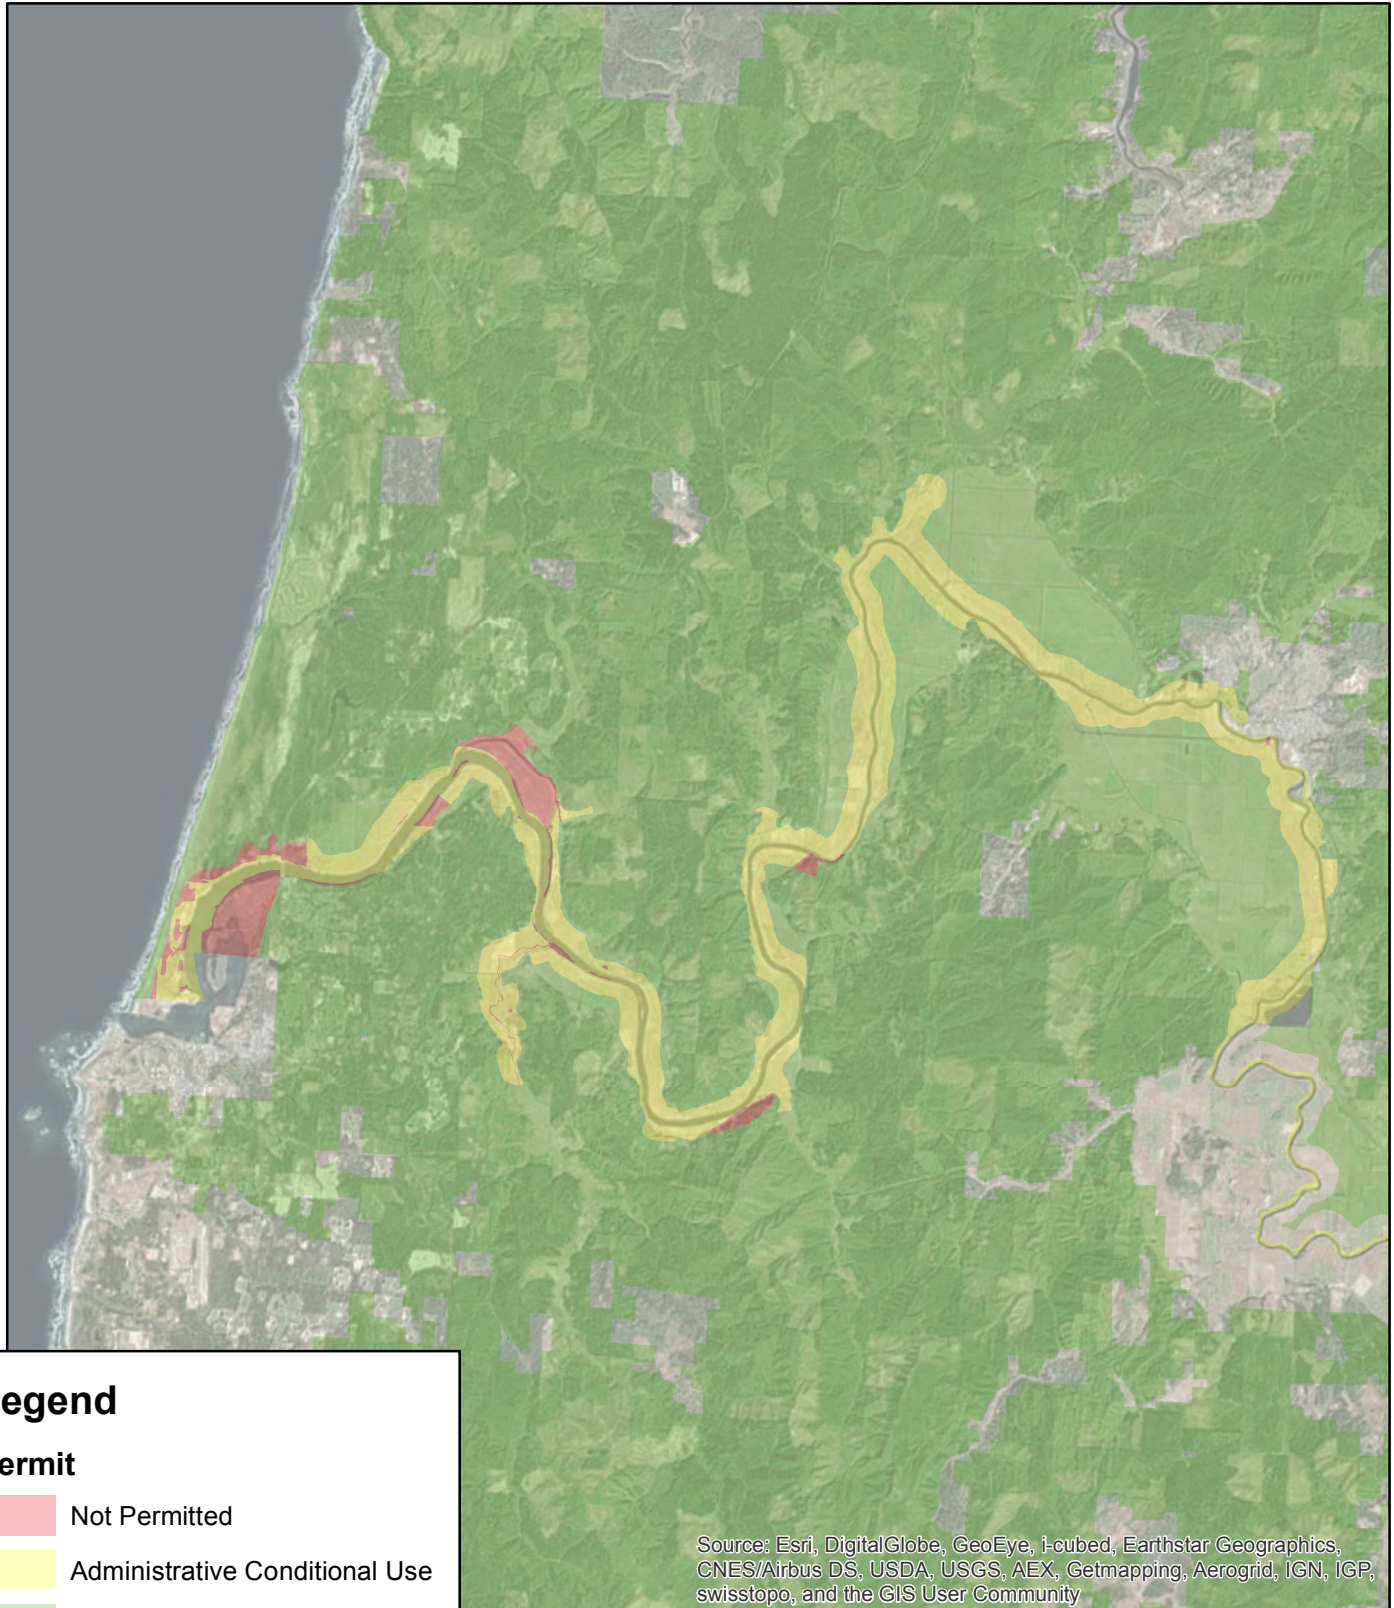 egend
ermit
Not Permitted
Administrative Conditional Use
Source: Esri, DigitalGlobe, GeoEye, i-cubed, Earthstar Geographics,
CNES/Airbus DS, USDA, USGS, AEX, Getmapping, Aerogrid, IGN, IGP,
swisstopo, and the GIS User Community